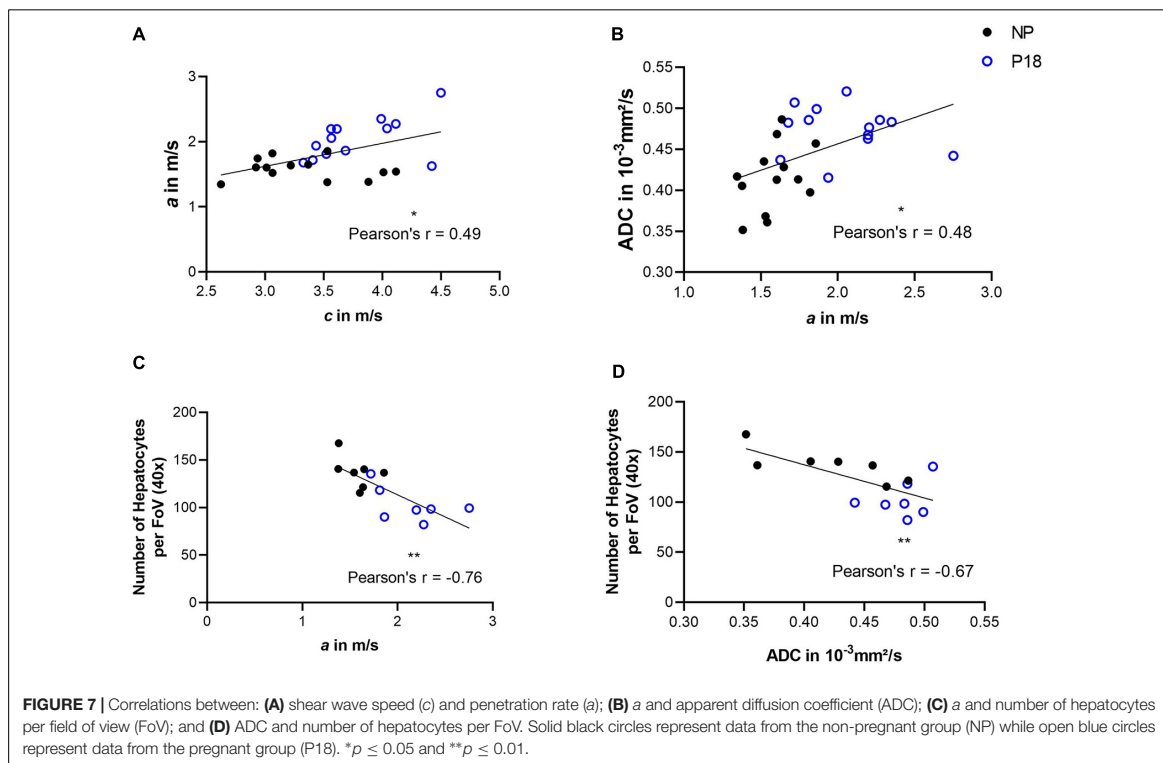 A
B
NP
P18
3
2
1
0
a in m/s
2.5 3.0 3.5 4.0 4.5 5.0
c in m/s
*
Pearson's r = 0.49
0.55
0.50
0.45
0.40
0.35
0.30
ADC in 10⁻³mm²/s
1.0 1.5 2.0 2.5 3.0
a in m/s
*
Pearson's r = 0.48
C
D
200
150
100
50
0
Number of Hepatocytes
per FoV (40x)
0 1 2 3
a in m/s
**
Pearson's r = -0.76
200
150
100
50
0
Number of Hepatocytes
per FoV (40x)
0.30 0.35 0.40 0.45 0.50 0.55
ADC in 10⁻³mm²/s
**
Pearson's r = -0.67
FIGURE 7 | Correlations between: (A) shear wave speed (c) and penetration rate (a); (B) a and apparent diffusion coefficient (ADC); (C) a and number of hepatocytes
per field of view (FoV); and (D) ADC and number of hepatocytes per FoV. Solid black circles represent data from the non-pregnant group (NP) while open blue circles
represent data from the pregnant group (P18). *p ≤ 0.05 and **p ≤ 0.01.